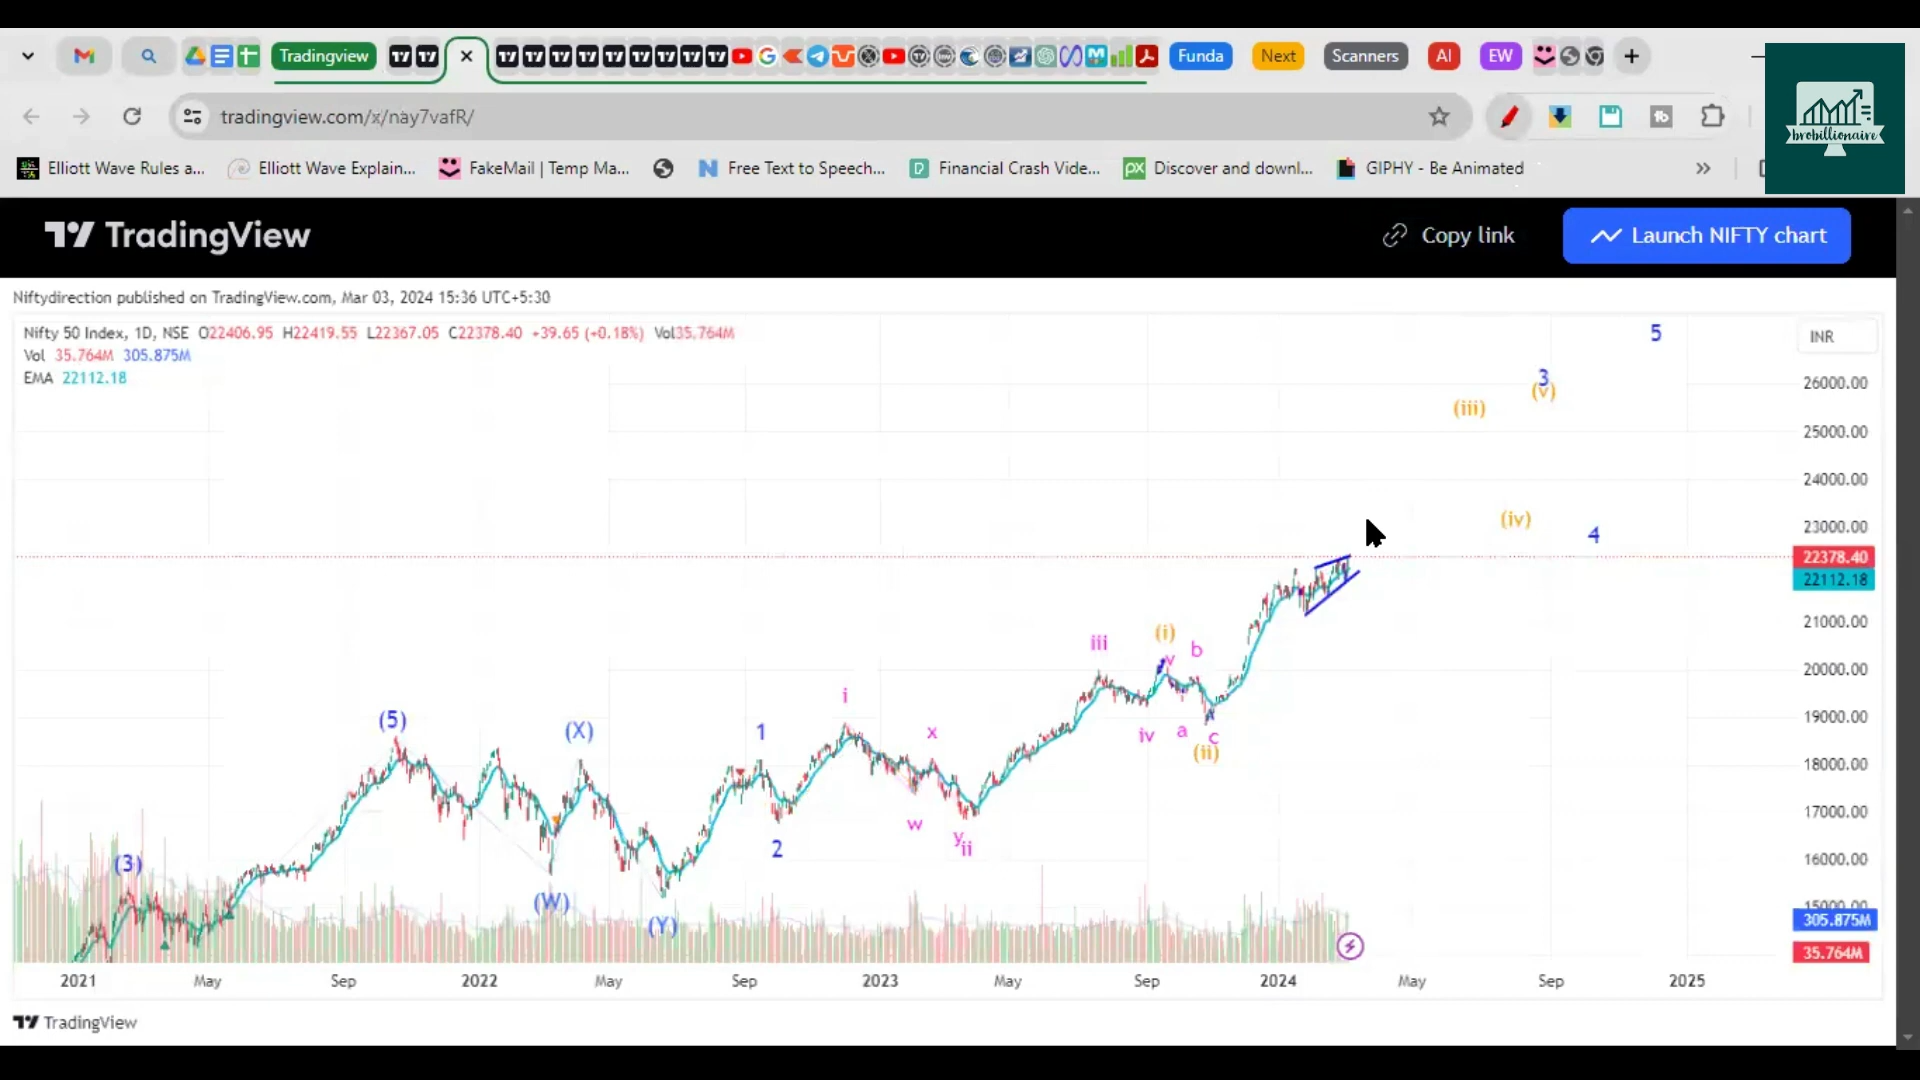 Tradingview
Funda
Next
Scanners
AI
EW
tradingview.com/x/nay7vafR/
brobillionaire
Elliott Wave Rules a...
Elliott Wave Explain...
FakeMail | Temp Ma...
Free Text to Speech...
Financial Crash Vide...
Discover and downl...
GIPHY - Be Animated
TradingView
Copy link
Launch NIFTY chart
Niftydirection published on TradingView.com, Mar 03, 2024 15:36 UTC+5:30
Nifty 50 Index, 1D, NSE O22406.95 H22419.55 L22367.05 C22378.40 +39.65 (+0.18%) Vol35.764M
Vol 35.764M 305.875M
EMA 22112.18
INR
5
3
(v)
(iii)
(iv)
4
iii
(i)
v
b
iv
a
c
(ii)
i
x
w
y
ii
1
2
(5)
(X)
(3)
(W)
(Y)
26000.00
25000.00
24000.00
23000.00
22378.40
22112.18
21000.00
20000.00
19000.00
18000.00
17000.00
16000.00
15000.00
305.875M
35.764M
2021 May Sep 2022 May Sep 2023 May Sep 2024 May Sep 2025
TradingView